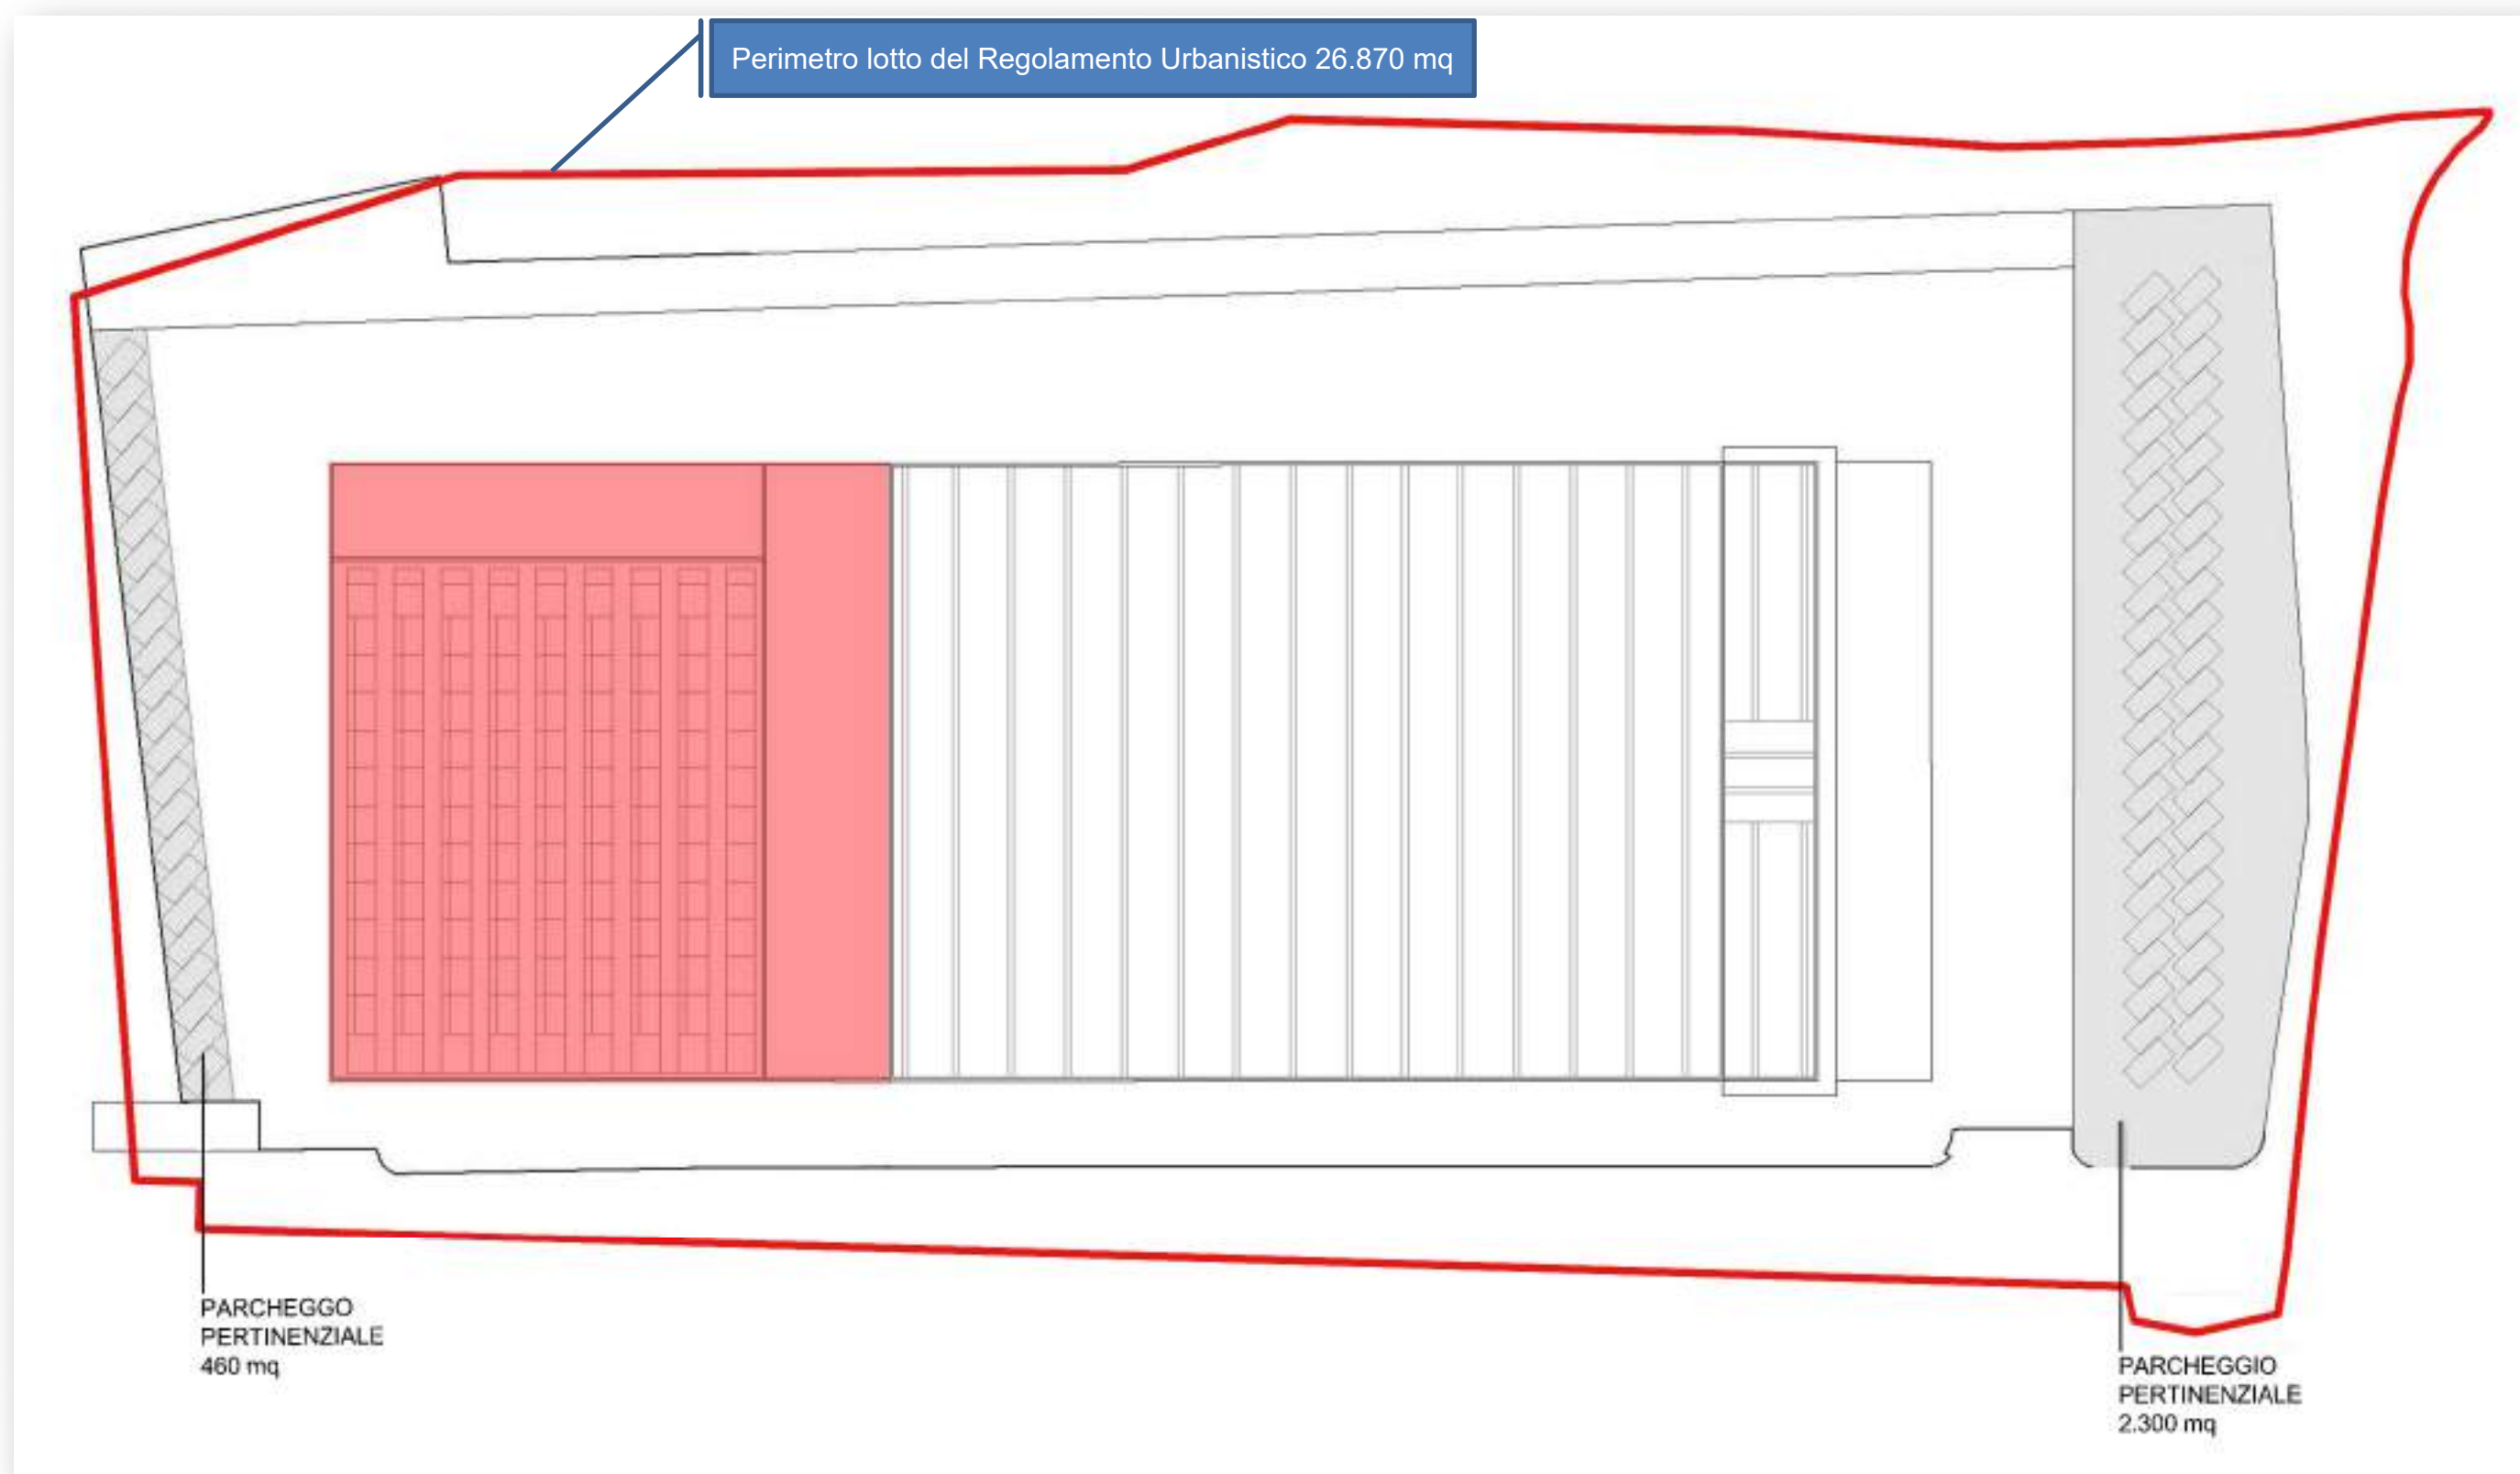 Perimetro lotto del Regolamento Urbanistico 26.870 mq
PARCHEGGO
PERTINENZIALE
460 mq
PARCHEGGIO
PERTINENZIALE
2.300 mq